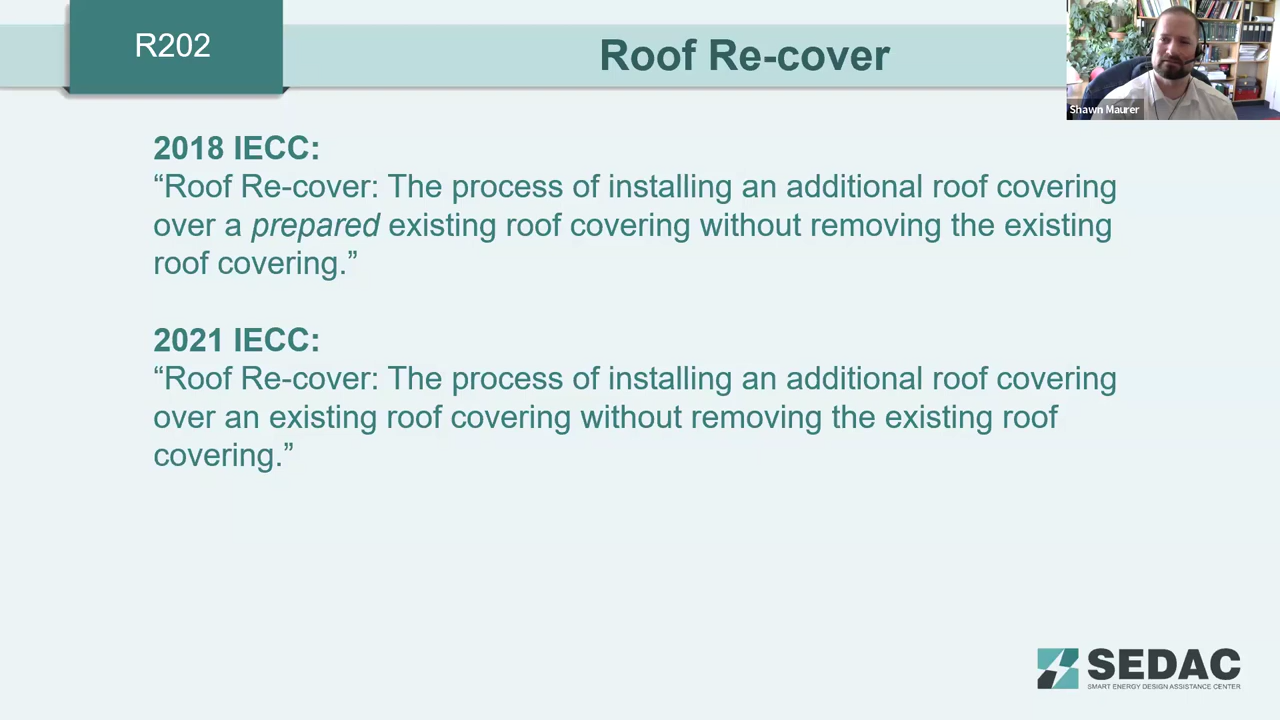 R202
Roof Re-cover
Shawn Maurer
2018 IECC:
“Roof Re-cover: The process of installing an additional roof covering
over a prepared existing roof covering without removing the existing
roof covering.”
2021 IECC:
“Roof Re-cover: The process of installing an additional roof covering
over an existing roof covering without removing the existing roof
covering.”
SEDAC
SMART ENERGY DESIGN ASSISTANCE CENTER